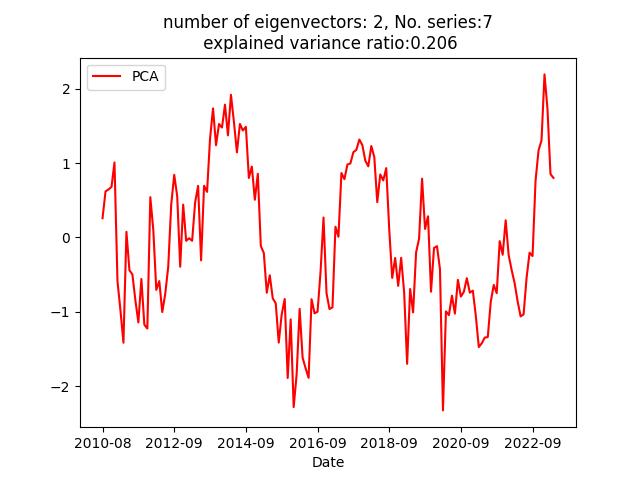 number of eigenvectors: 2, No. series:7
explained variance ratio:0.206
PCA
2
1
0
−1
−2
2010-08 2012-09 2014-09 2016-09 2018-09 2020-09 2022-09
Date